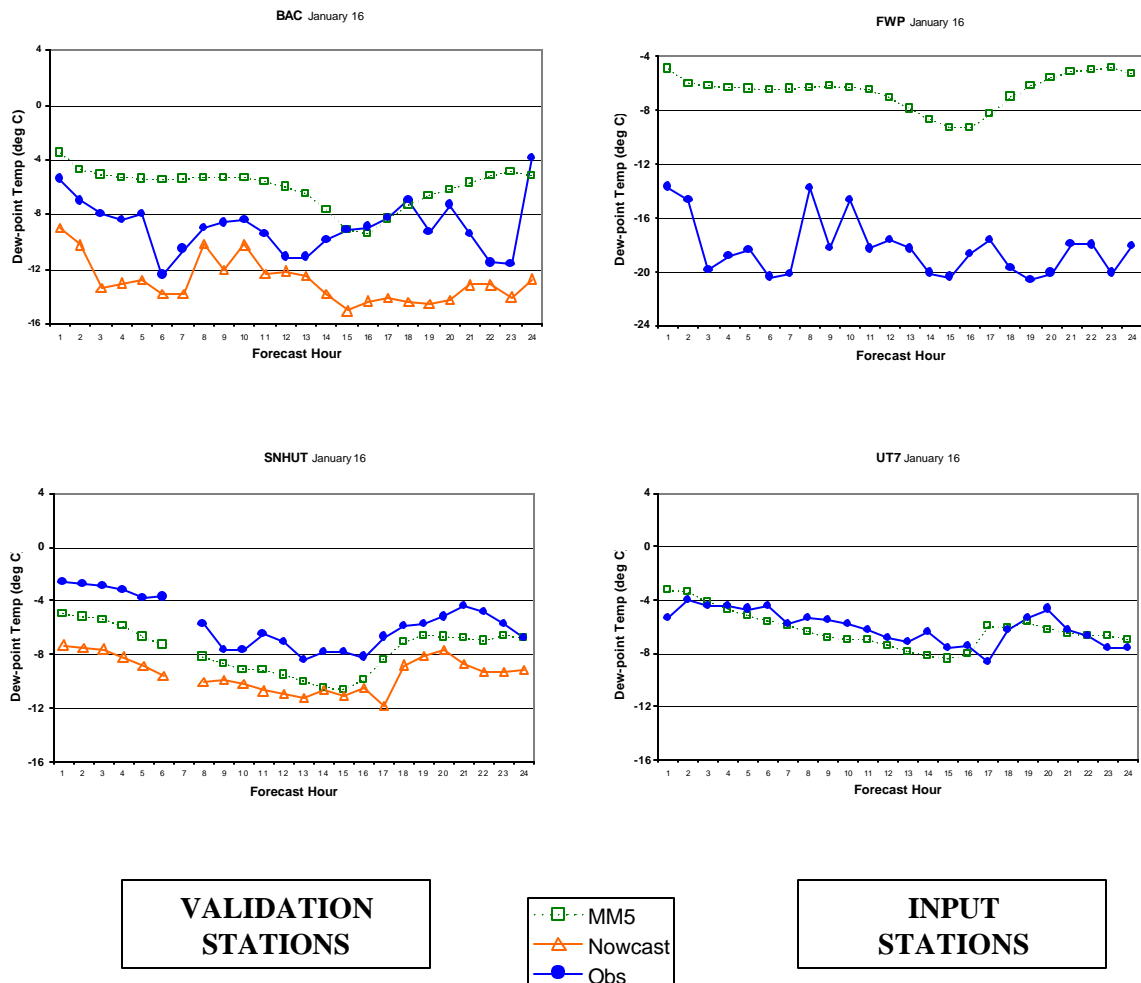 BAC January 16
4
0
-4
-8
-12
-16
Dew-point Temp (deg C)
1 2 3 4 5 6 7 8 9 10 11 12 13 14 15 16 17 18 19 20 21 22 23 24
Forecast Hour
FWP January 16
-4
-8
-12
-16
-20
-24
Dew-point Temp (deg C)
1 2 3 4 5 6 7 8 9 10 11 12 13 14 15 16 17 18 19 20 21 22 23 24
Forecast Hour
SNHUT January 16
4
0
-4
-8
-12
-16
Dew-point Temp (deg C
1 2 3 4 5 6 7 8 9 10 11 12 13 14 15 16 17 18 19 20 21 22 23 24
Forecast Hour
UT7 January 16
4
0
-4
-8
-12
-16
Dew-point Temp (deg C
1 2 3 4 5 6 7 8 9 10 11 12 13 14 15 16 17 18 19 20 21 22 23 24
Forecast Hour
VALIDATION
STATIONS
MM5
Nowcast
Obs
INPUT
STATIONS